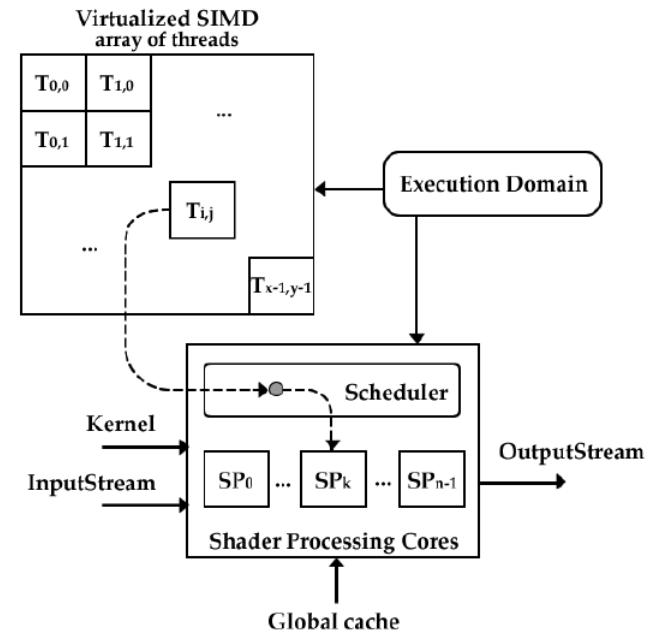 Virtualized SIMD
array of threads
T0,0 T1,0
...
T0,1 T1,1
Execution Domain
Ti,j
...
Tx-1,y-1
Scheduler
Kernel
OutputStream
InputStream
SP0 ... SPk ... SPn-1
Shader Processing Cores
Global cache